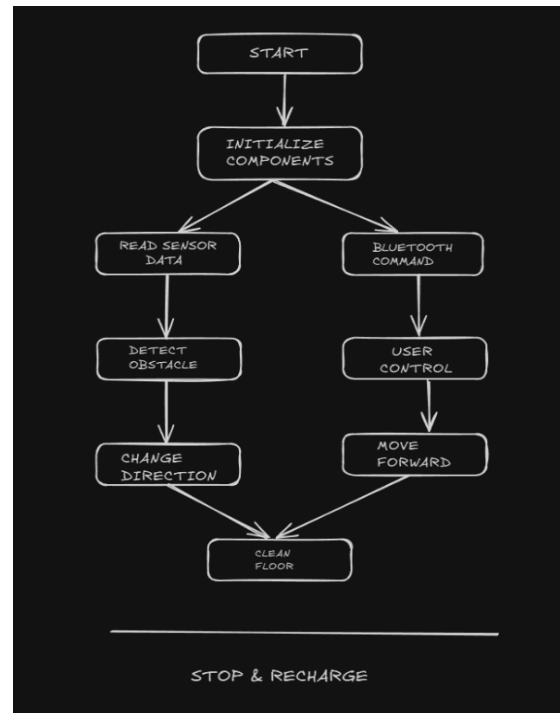 START
INITIALIZE
COMPONENTS
READ SENSOR
DATA
BLUETOOTH
COMMAND
DETECT
OBSTACLE
USER
CONTROL
CHANGE
DIRECTION
MOVE
FORWARD
CLEAN
FLOOR
STOP & RECHARGE